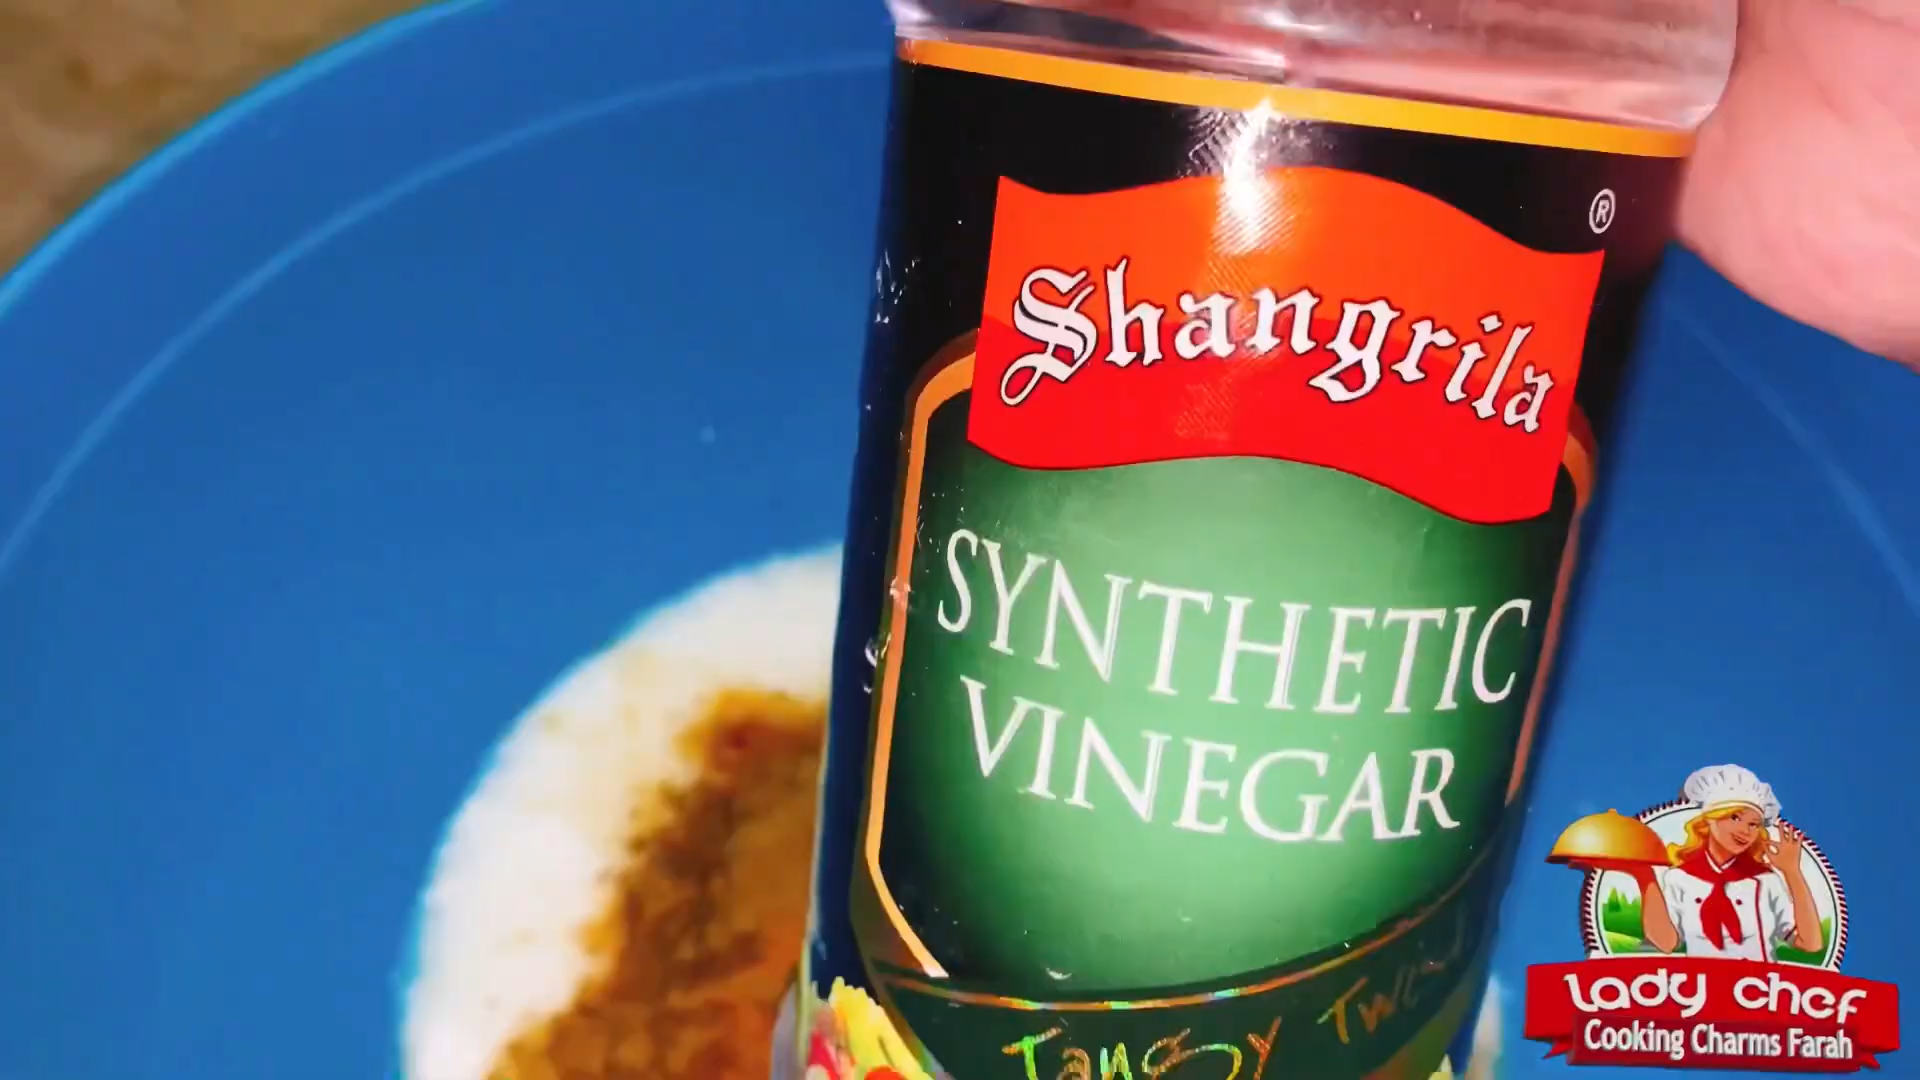 Shangrila
®
SYNTHETIC
VINEGAR
Tangy
Lady chef
Cooking Charms Farah